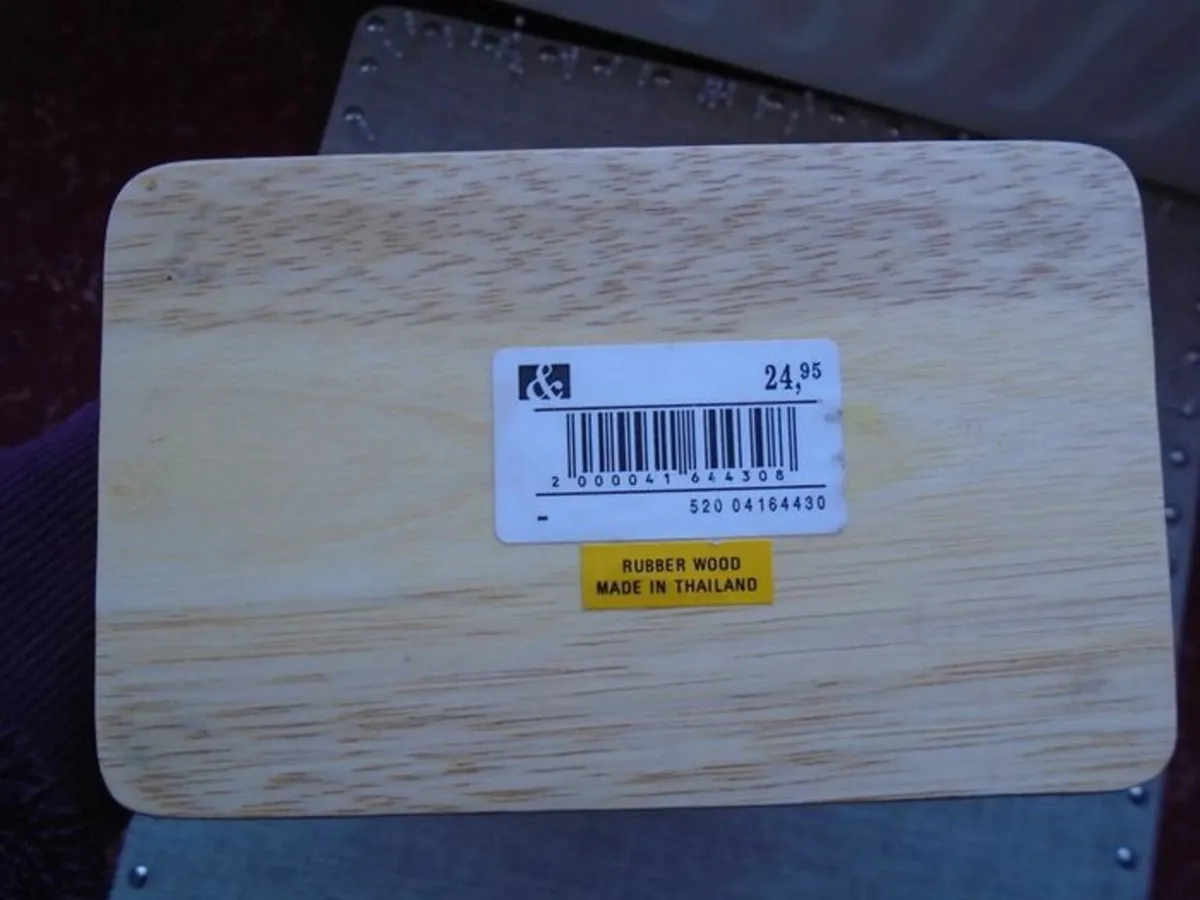 &
24,95
2 000041 644308
520 04164430
-
RUBBER WOOD
MADE IN THAILAND